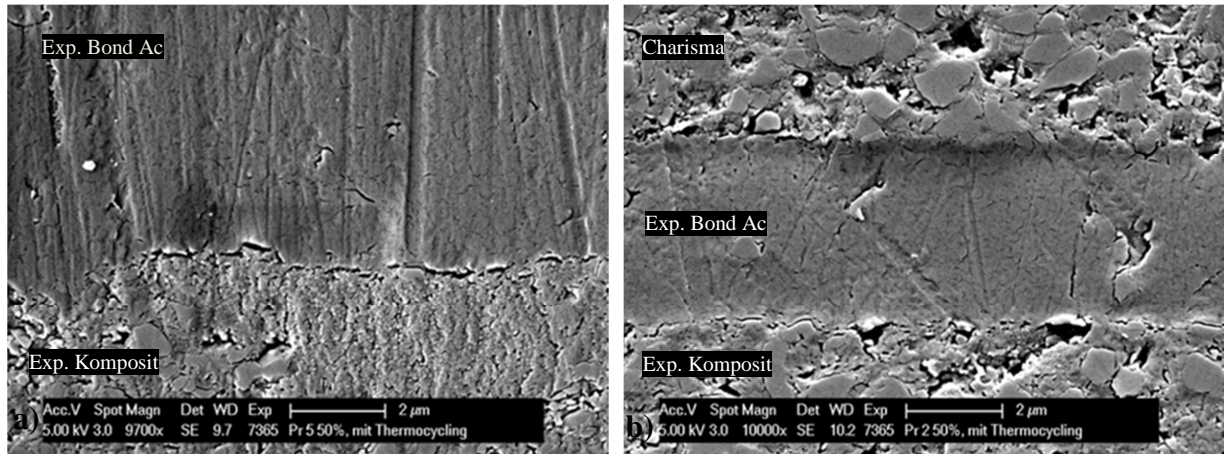 Exp. Bond Ac
Exp. Komposit
a)
Acc.V Spot Magn Det WD Exp 2 µm
5.00 kV 3.0 9700x SE 9.7 7365 Pr 5 50%, mit Thermocycling
Charisma
Exp. Bond Ac
Exp. Komposit
b)
Acc.V Spot Magn Det WD Exp 2 µm
5.00 kV 3.0 10000x SE 10.2 7365 Pr 2 50%, mit Thermocycling